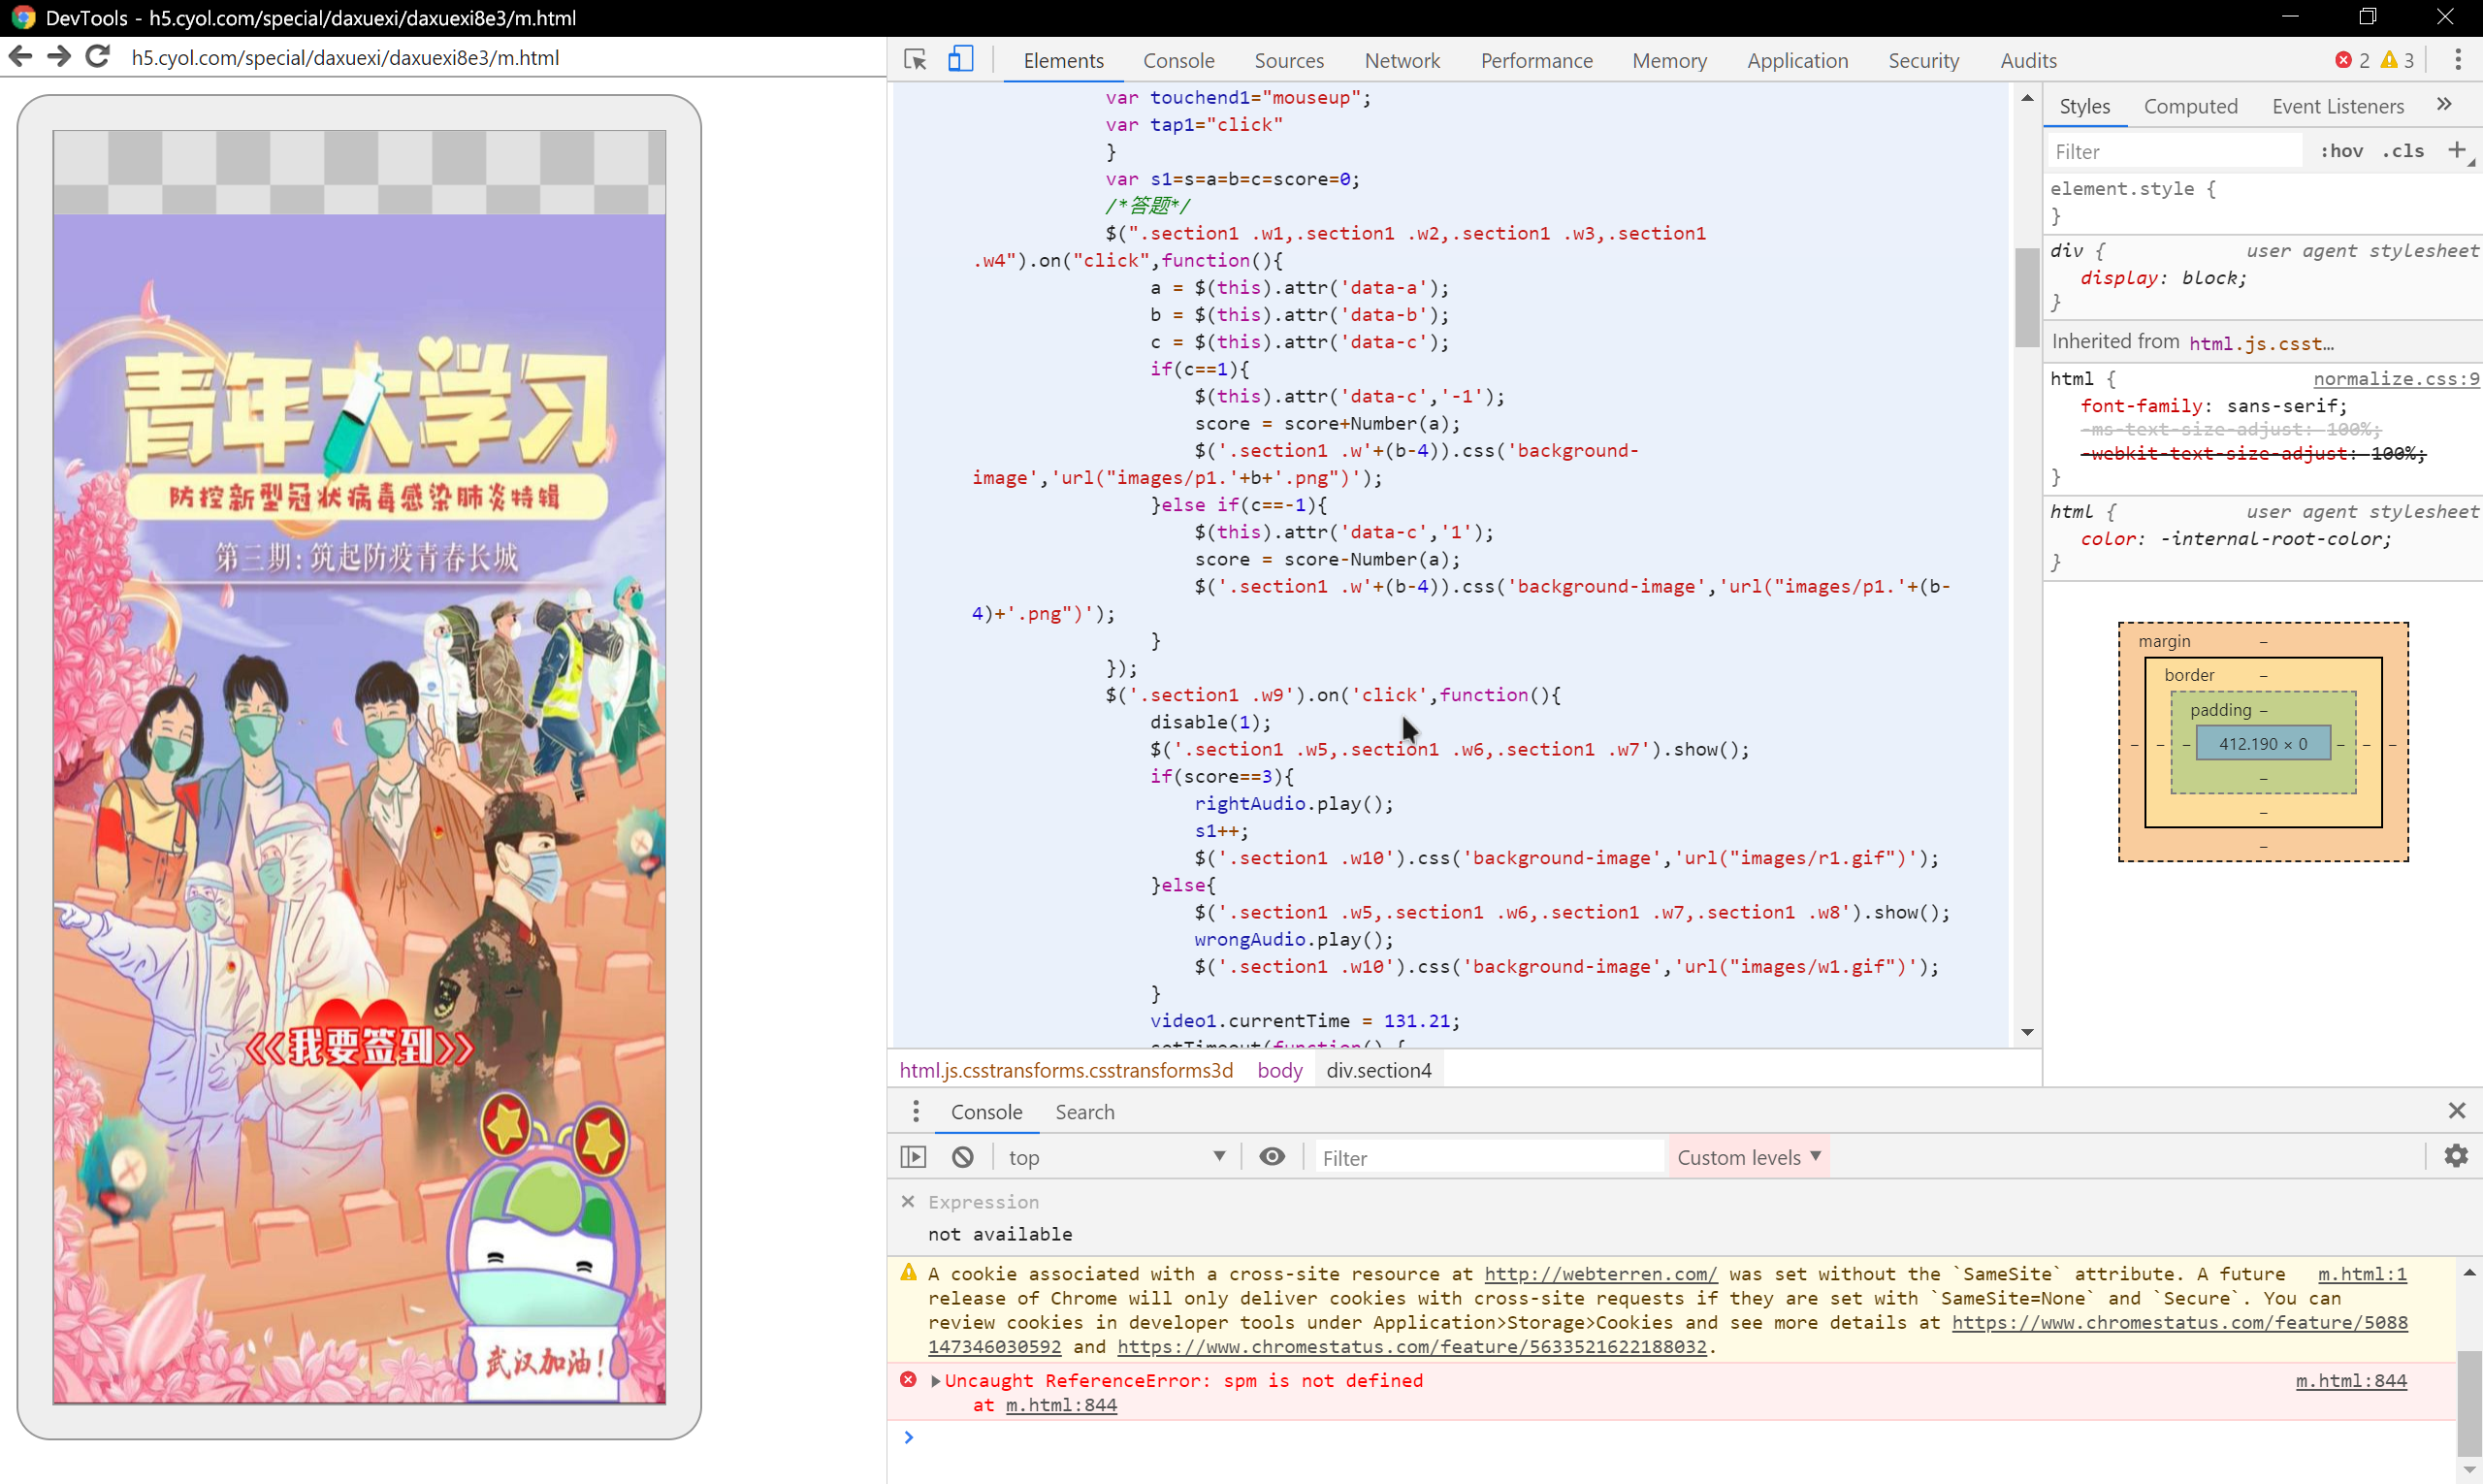 DevTools - h5.cyol.com/special/daxuexi/daxuexi8e3/m.html
h5.cyol.com/special/daxuexi/daxuexi8e3/m.html
青年大学习
防控新型冠状病毒感染肺炎特辑
第三期:筑起防疫青春长城
《我要签到》
武汉加油!
Elements Console Sources Network Performance Memory Application Security Audits 2 3
var touchend1="mouseup";
var tap1="click"
}
var s1=s=a=b=c=score=0;
/*答题*/
$(".section1 .w1,.section1 .w2,.section1 .w3,.section1
.w4").on("click",function(){
a = $(this).attr('data-a');
b = $(this).attr('data-b');
c = $(this).attr('data-c');
if(c==1){
$(this).attr('data-c','-1');
score = score+Number(a);
$('.section1 .w'+(b-4)).css('background-
image','url("images/p1.'+b+'.png")');
}else if(c==-1){
$(this).attr('data-c','1');
score = score-Number(a);
$('.section1 .w'+(b-4)).css('background-image','url("images/p1.'+(b-
4)+'.png")');
}
});
$('.section1 .w9').on('click',function(){
disable(1);
$('.section1 .w5,.section1 .w6,.section1 .w7').show();
if(score==3){
rightAudio.play();
s1++;
$('.section1 .w10').css('background-image','url("images/r1.gif")');
}else{
$('.section1 .w5,.section1 .w6,.section1 .w7,.section1 .w8').show();
wrongAudio.play();
$('.section1 .w10').css('background-image','url("images/w1.gif")');
}
video1.currentTime = 131.21;
setTimeout(function() {
html.js.csstransforms.csstransforms3d body div.section4
Styles Computed Event Listeners »
Filter :hov .cls +
element.style {
}
div { user agent stylesheet
display: block;
}
Inherited from html.js.csst…
html { normalize.css:9
font-family: sans-serif;
-ms-text-size-adjust: 100%;
-webkit-text-size-adjust: 100%;
}
html { user agent stylesheet
color: -internal-root-color;
}
margin –
border –
padding –
– – – 412.190 × 0 – – –
–
–
–
Console Search
top Filter Custom levels
Expression
not available
A cookie associated with a cross-site resource at http://webterren.com/ was set without the `SameSite` attribute. A future m.html:1
release of Chrome will only deliver cookies with cross-site requests if they are set with `SameSite=None` and `Secure`. You can
review cookies in developer tools under Application>Storage>Cookies and see more details at https://www.chromestatus.com/feature/5088
147346030592 and https://www.chromestatus.com/feature/5633521622188032.
Uncaught ReferenceError: spm is not defined m.html:844
at m.html:844